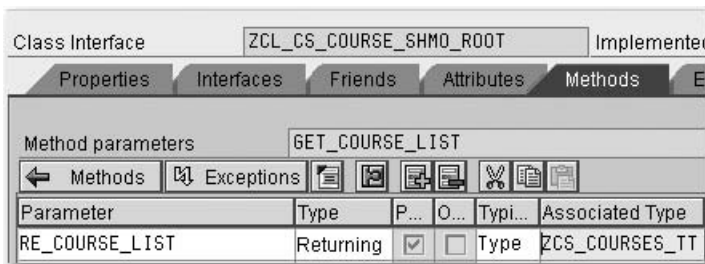 Class Interface ZCL_CS_COURSE_SHMO_ROOT Implemented
Properties Interfaces Friends Attributes Methods E
Method parameters GET_COURSE_LIST
Methods Exceptions
Parameter Type P... O... Typi... Associated Type
RE_COURSE_LIST Returning Type ZCS_COURSES_TT